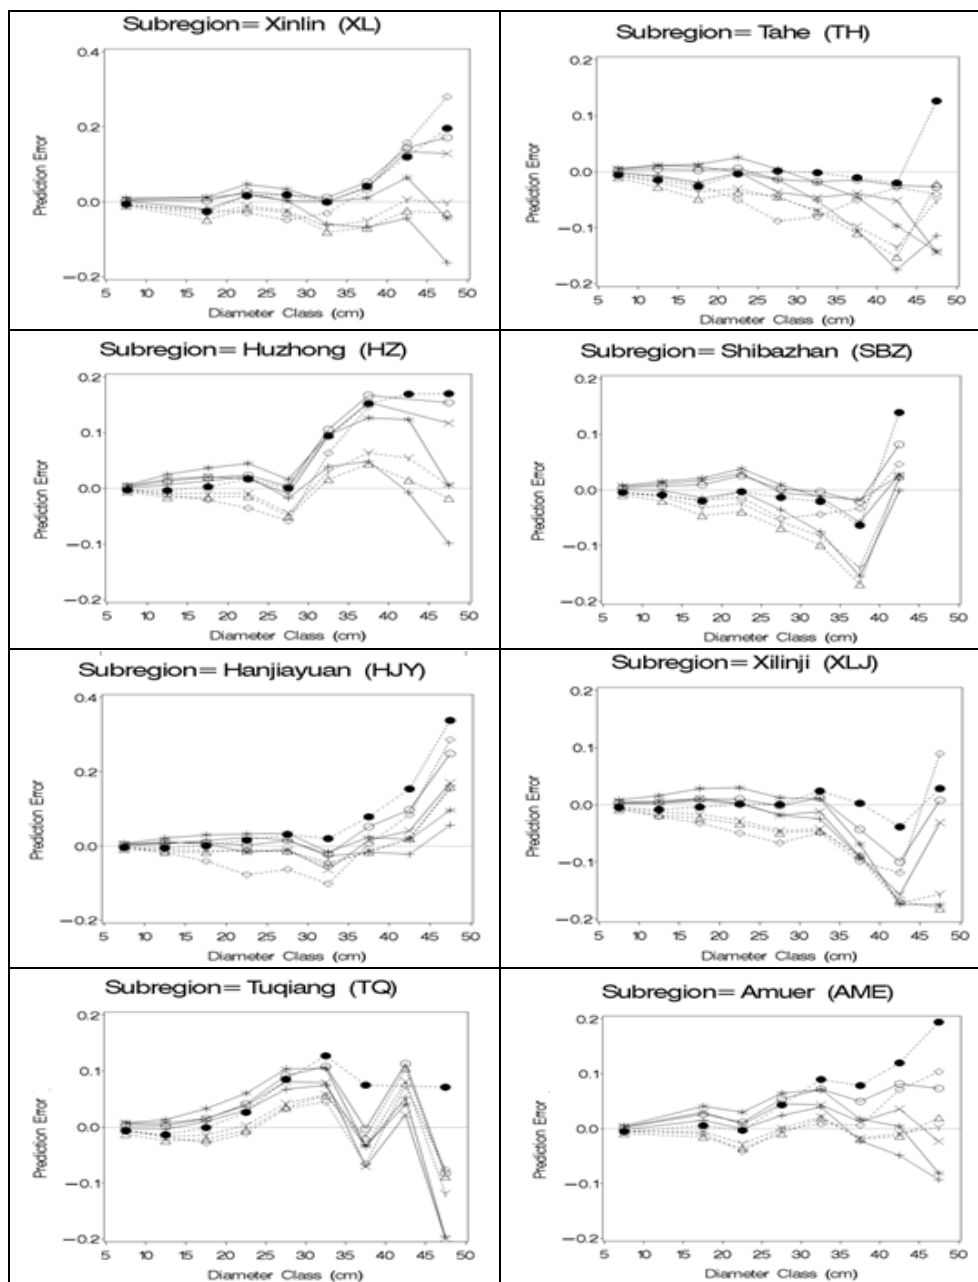 Subregion= Xinlin (XL)
0.4
0.2
0.0
−0.2
Prediction Error
5 10 15 20 25 30 35 40 45 50
Diameter Class (cm)
Subregion= Tahe (TH)
0.2
0.1
0.0
−0.1
−0.2
Prediction Error
5 10 15 20 25 30 35 40 45 50
Diameter Class (cm)
Subregion= Huzhong (HZ)
0.2
0.1
0.0
−0.1
−0.2
Prediction Error
5 10 15 20 25 30 35 40 45 50
Diameter Class (cm)
Subregion= Shibazhan (SBZ)
0.2
0.1
0.0
−0.1
−0.2
Prediction Error
5 10 15 20 25 30 35 40 45 50
Diameter Class (cm)
Subregion= Hanjiayuan (HJY)
0.4
0.2
0.0
−0.2
Prediction Error
5 10 15 20 25 30 35 40 45 50
Diameter Class (cm)
Subregion= Xilinji (XLJ)
0.2
0.1
0.0
−0.1
−0.2
Prediction Error
5 10 15 20 25 30 35 40 45 50
Diameter Class (cm)
Subregion= Tuqiang (TQ)
0.2
0.1
0.0
−0.1
−0.2
Prediction Error
5 10 15 20 25 30 35 40 45 50
Diameter Class (cm)
Subregion= Amuer (AME)
0.2
0.1
0.0
−0.1
−0.2
Prediction Error
5 10 15 20 25 30 35 40 45 50
Diameter Class (cm)